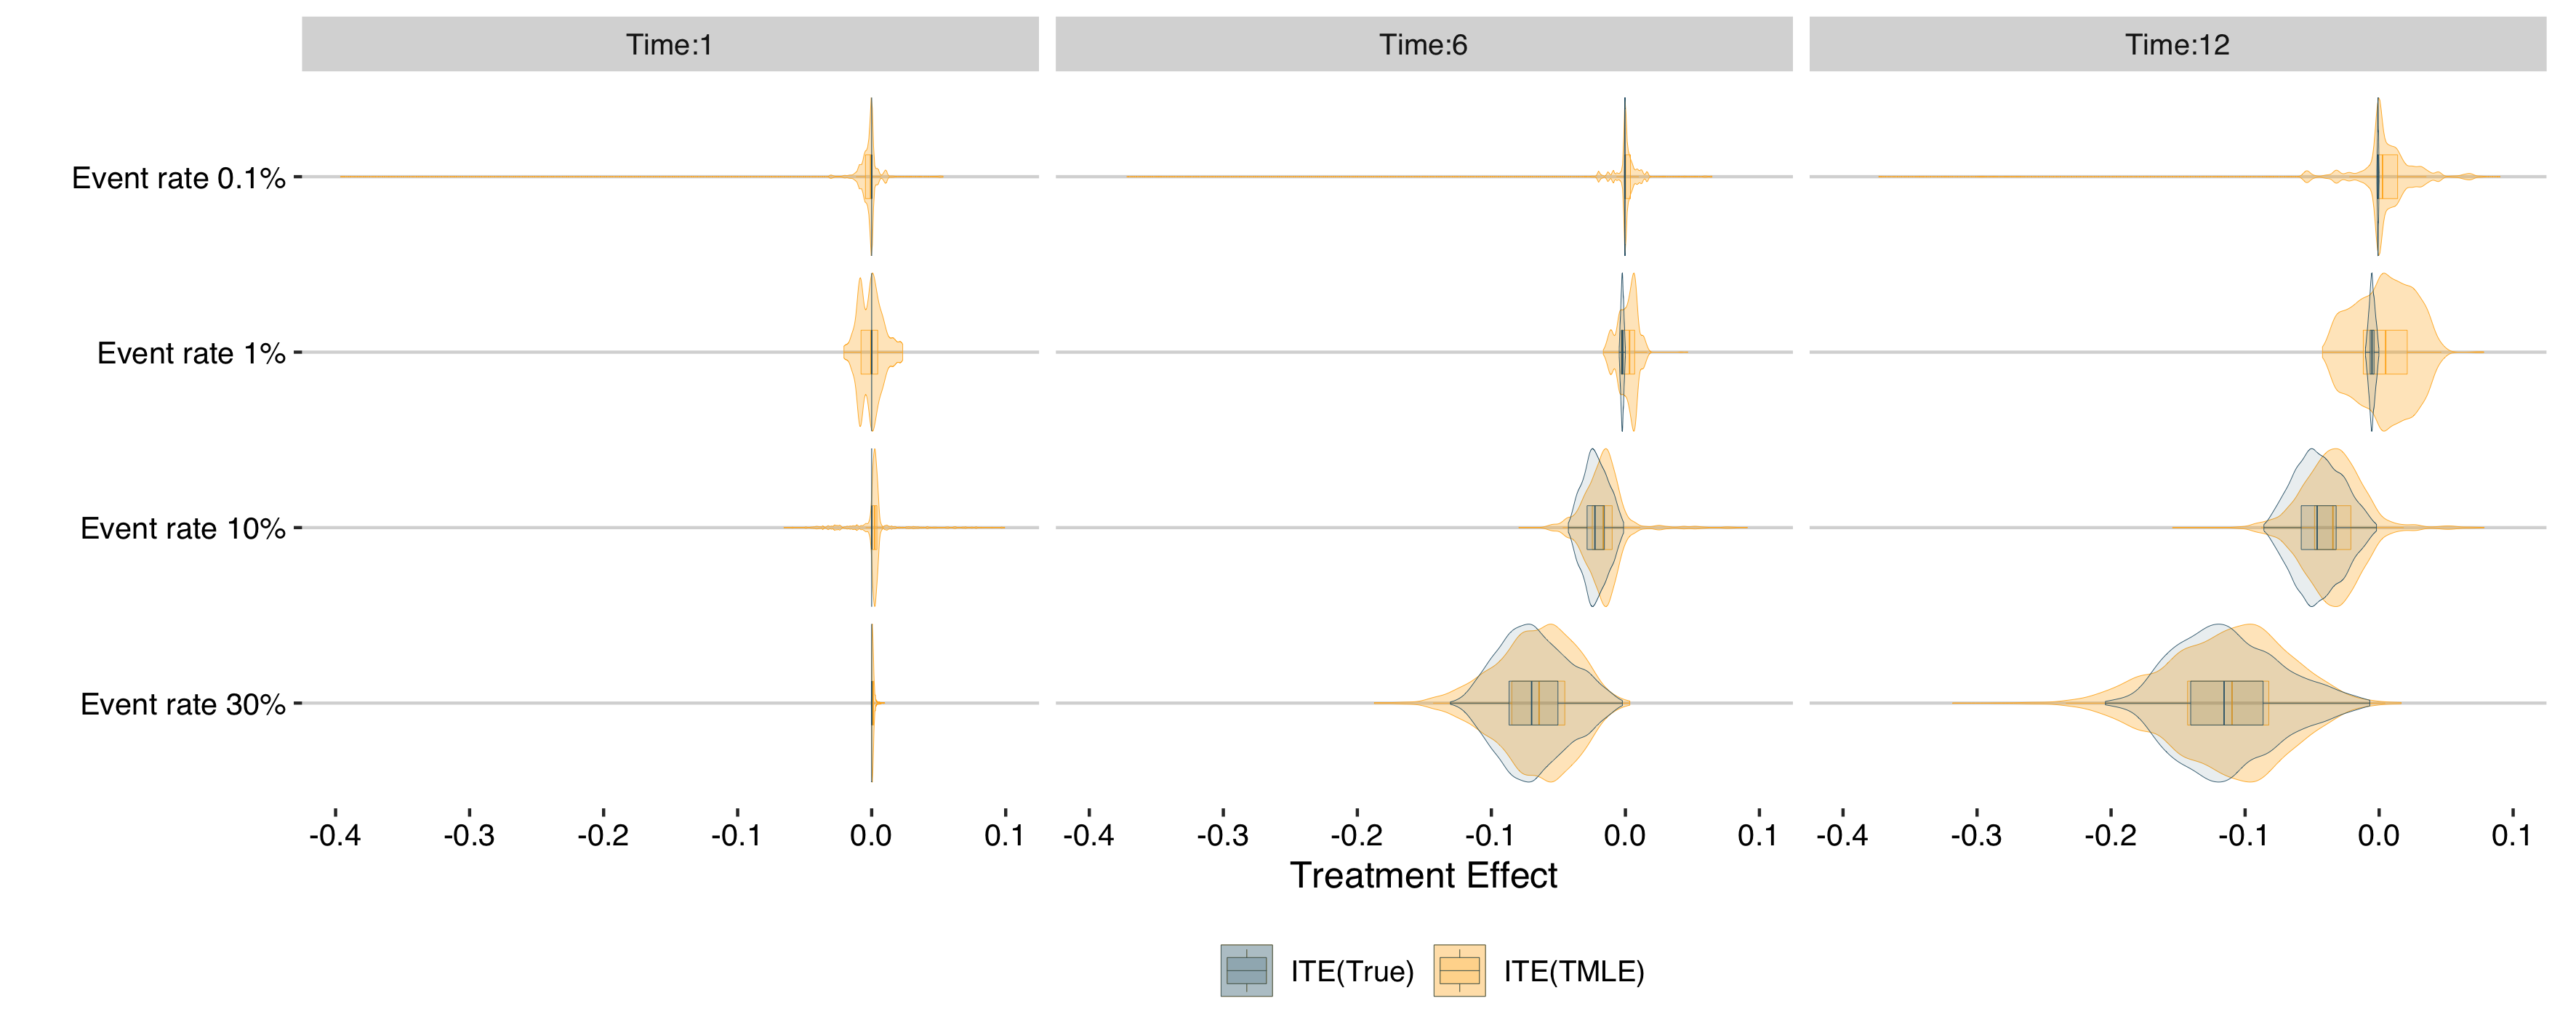 Time:1 Time:6 Time:12
Event rate 0.1%
Event rate 1%
Event rate 10%
Event rate 30%
-0.4 -0.3 -0.2 -0.1 0.0 0.1 -0.4 -0.3 -0.2 -0.1 0.0 0.1 -0.4 -0.3 -0.2 -0.1 0.0 0.1
Treatment Effect
ITE(True) ITE(TMLE)